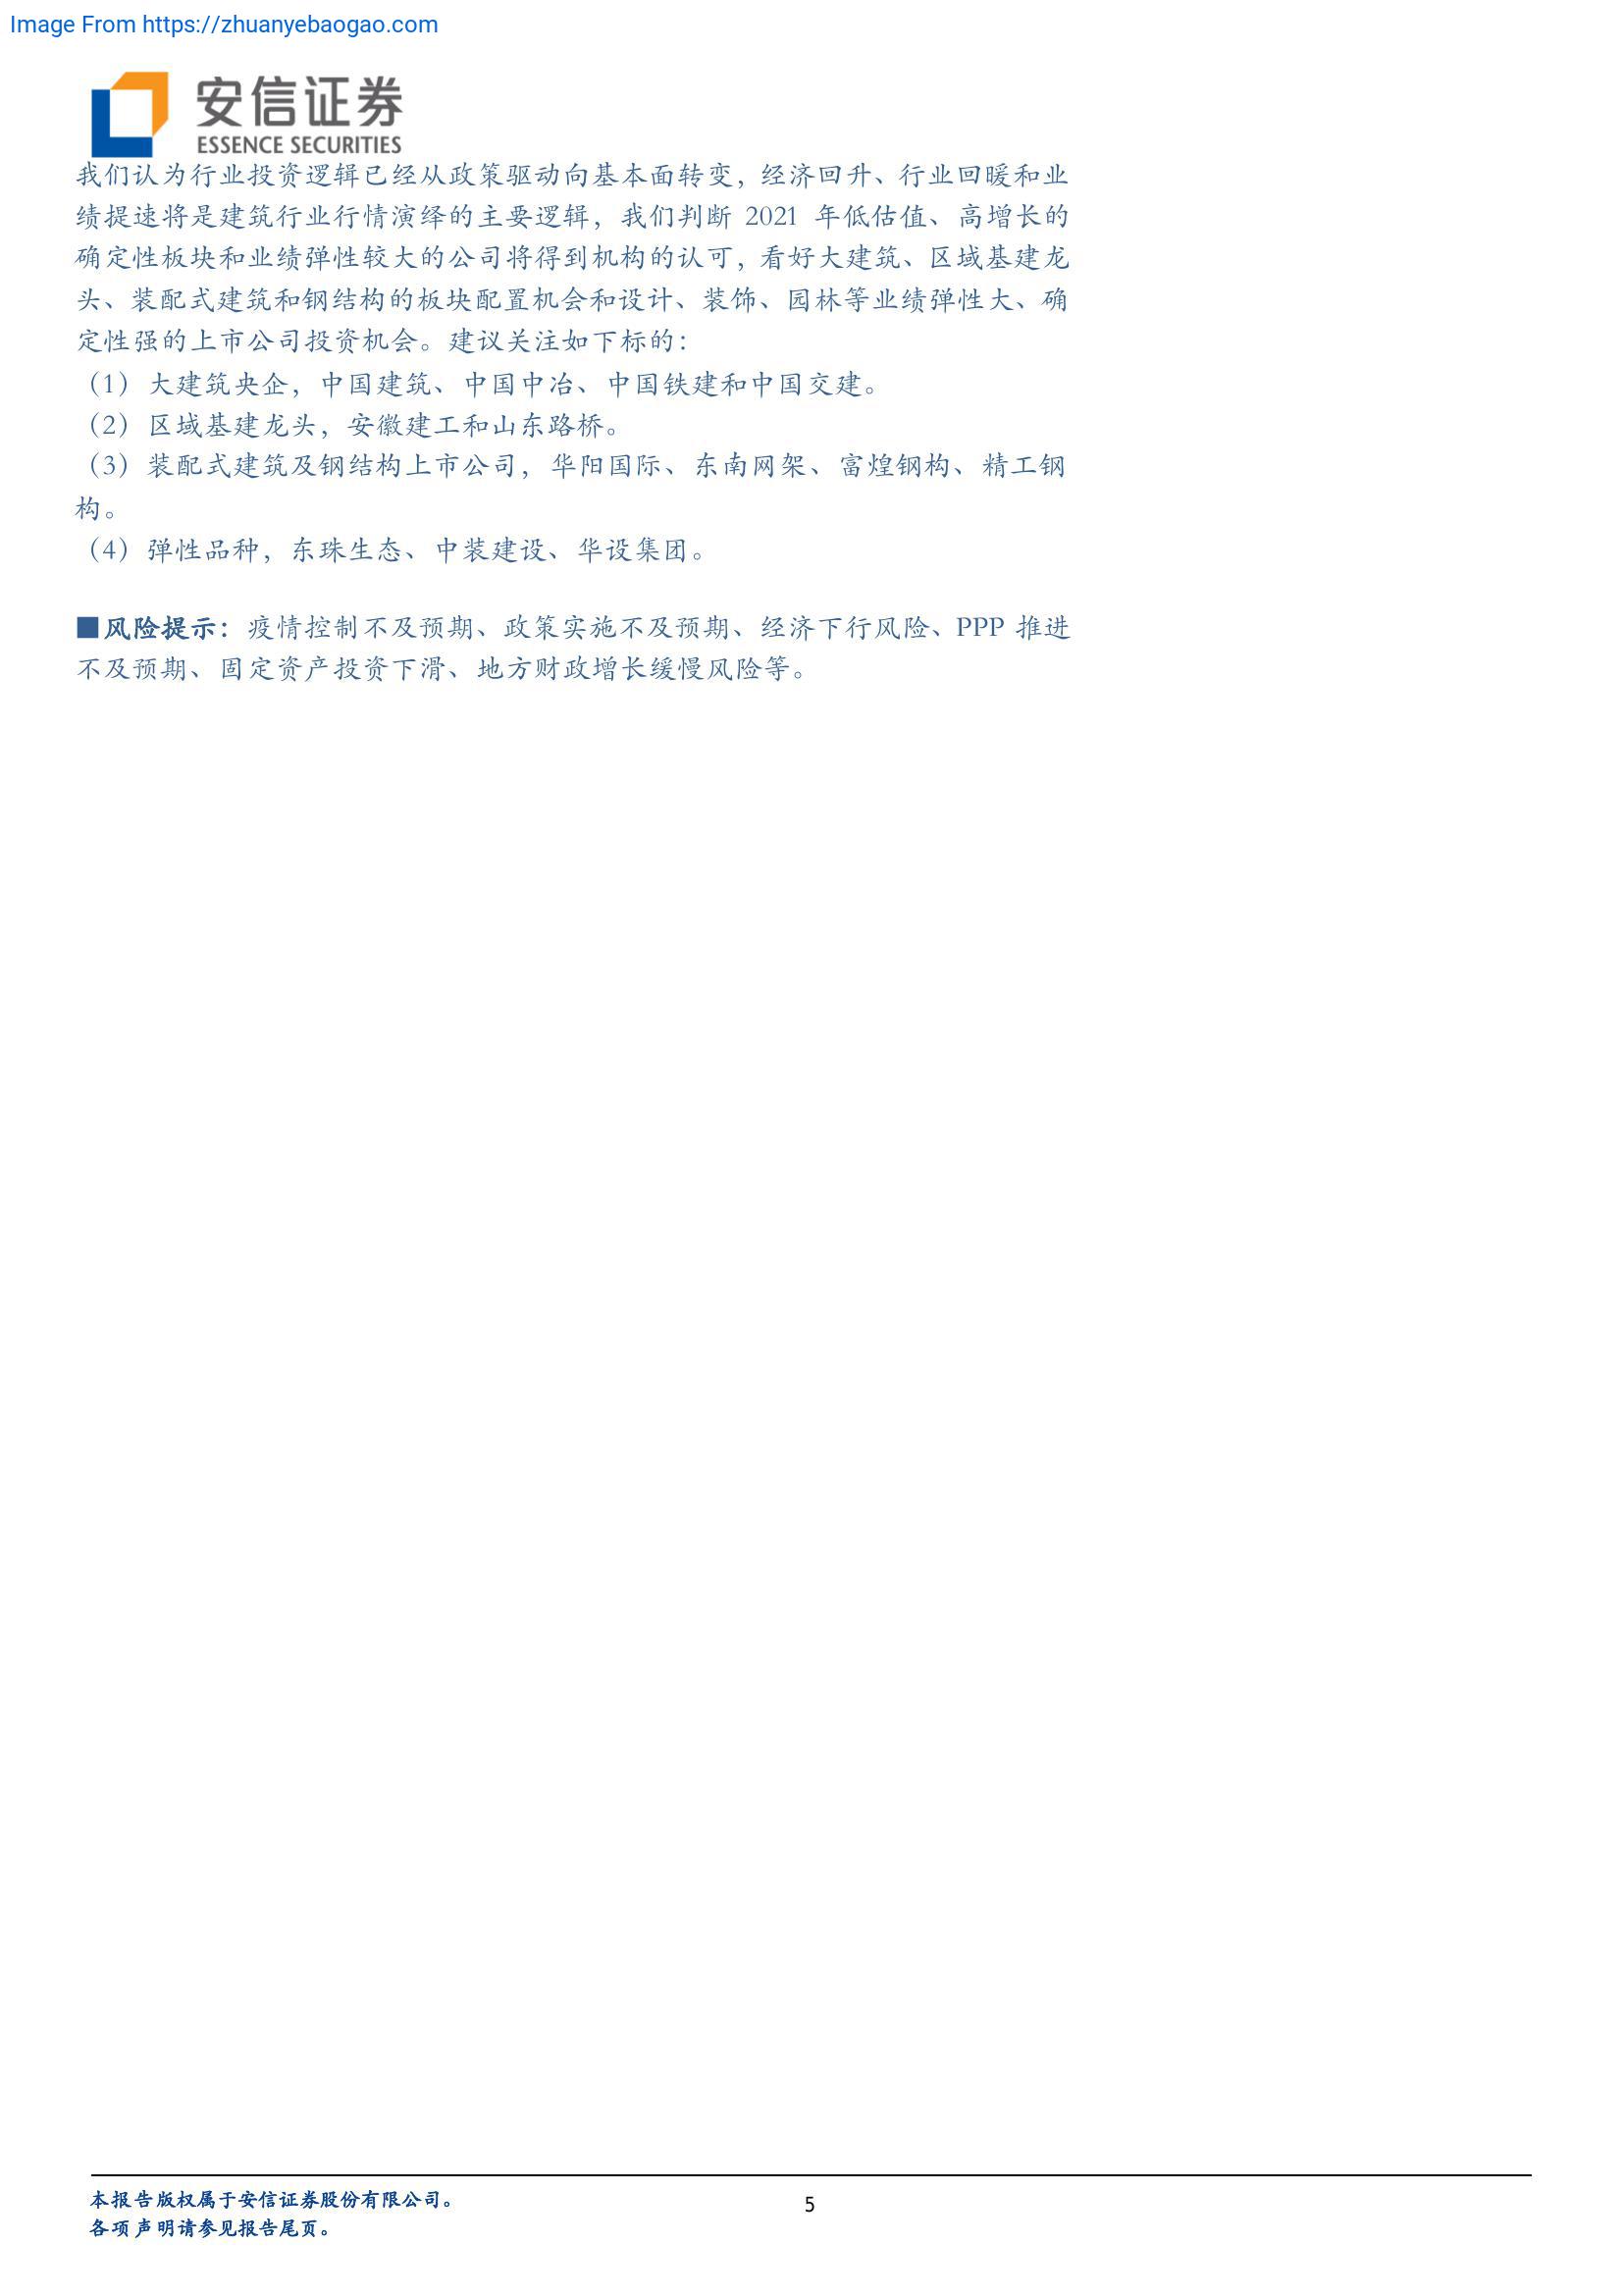 Image From https://zhuanyebaogao.com
安信证券
ESSENCE SECURITIES
我们认为行业投资逻辑已经从政策驱动向基本面转变，经济回升、行业回暖和业
绩提速将是建筑行业行情演绎的主要逻辑，我们判断 2021 年低估值、高增长的
确定性板块和业绩弹性较大的公司将得到机构的认可，看好大建筑、区域基建龙
头、装配式建筑和钢结构的板块配置机会和设计、装饰、园林等业绩弹性大、确
定性强的上市公司投资机会。建议关注如下标的：
（1）大建筑央企，中国建筑、中国中冶、中国铁建和中国交建。
（2）区域基建龙头，安徽建工和山东路桥。
（3）装配式建筑及钢结构上市公司，华阳国际、东南网架、富煌钢构、精工钢
构。
（4）弹性品种，东珠生态、中装建设、华设集团。
■风险提示：疫情控制不及预期、政策实施不及预期、经济下行风险、PPP 推进
不及预期、固定资产投资下滑、地方财政增长缓慢风险等。
本报告版权属于安信证券股份有限公司。
各项声明请参见报告尾页。
5